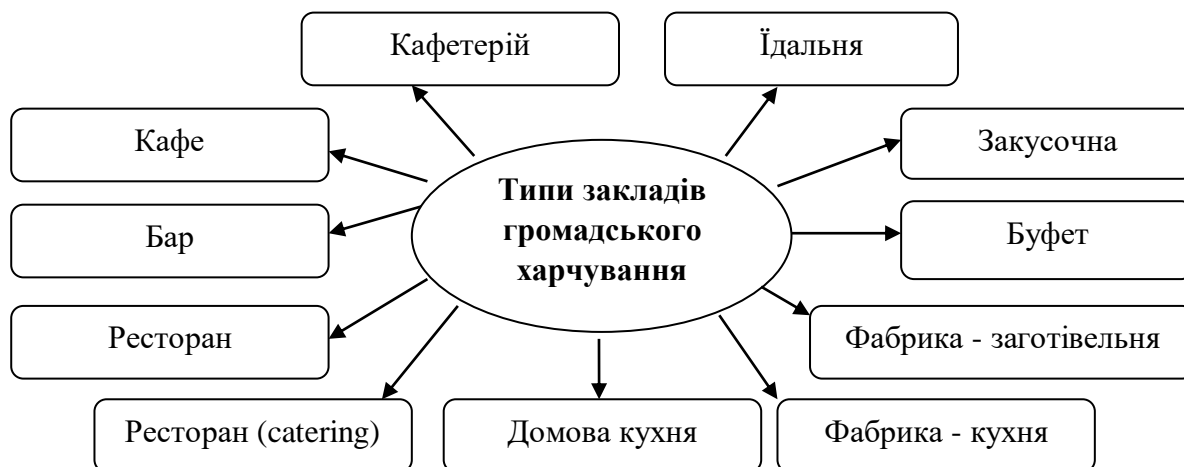 Кафетерій
Їдальня
Кафе
Закусочна
Типи закладів
громадського
харчування
Бар
Буфет
Ресторан
Фабрика - заготівельня
Ресторан (catering)
Домова кухня
Фабрика - кухня